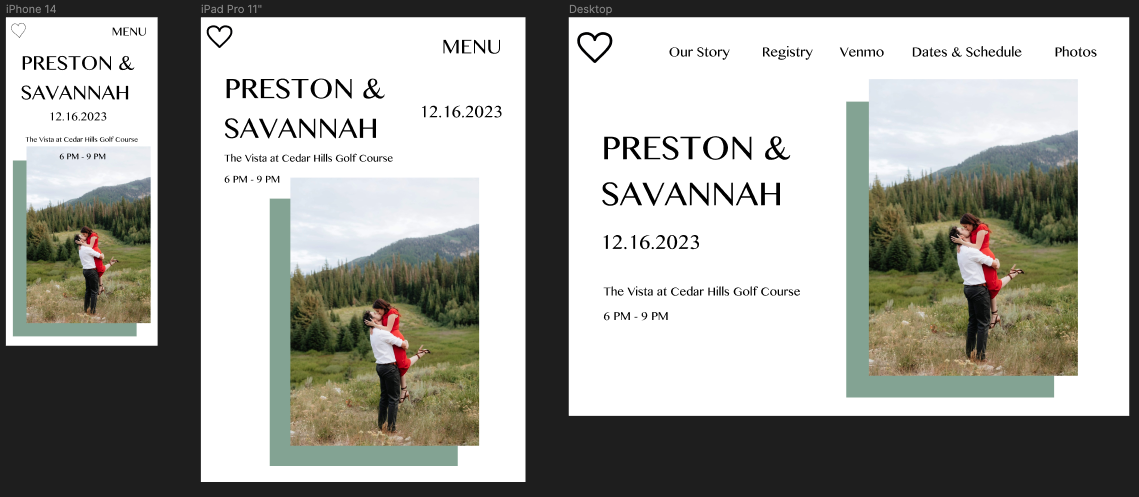 iPhone 14
MENU
PRESTON &
SAVANNAH
12.16.2023
The Vista at Cedar Hills Golf Course
6 PM - 9 PM
iPad Pro 11"
MENU
PRESTON &
SAVANNAH
12.16.2023
The Vista at Cedar Hills Golf Course
6 PM - 9 PM
Desktop
Our Story Registry Venmo Dates & Schedule Photos
PRESTON &
SAVANNAH
12.16.2023
The Vista at Cedar Hills Golf Course
6 PM - 9 PM